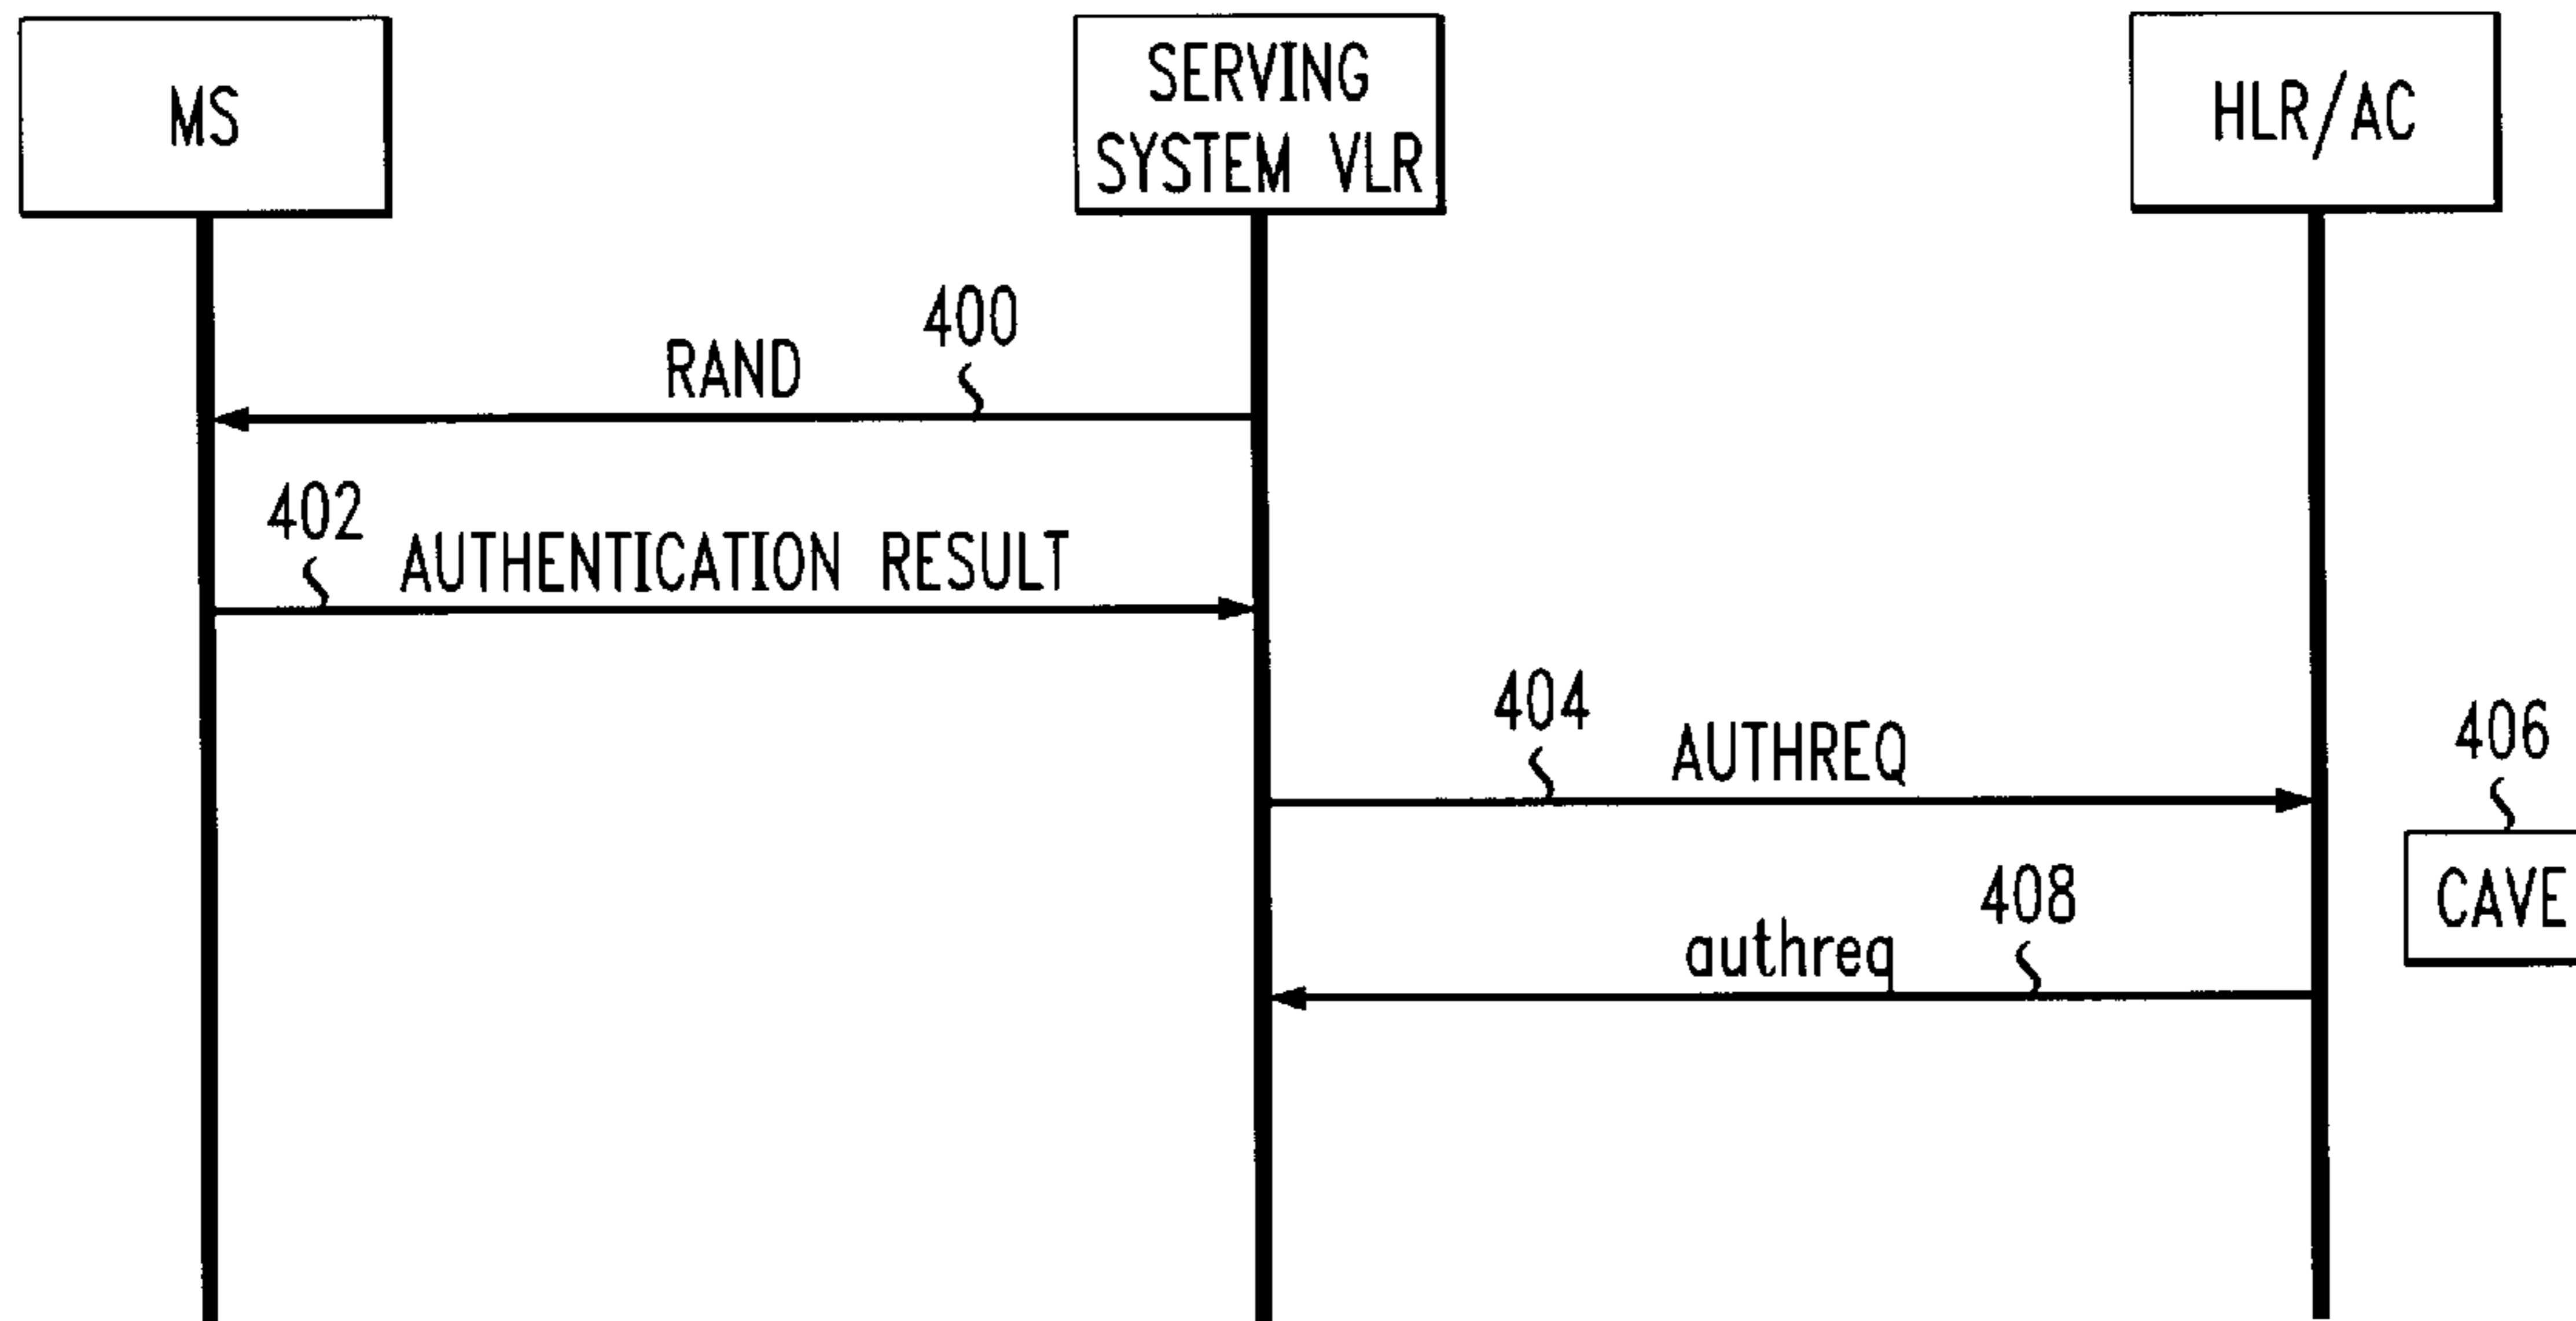 MS
SERVING
SYSTEM VLR
HLR/AC
400
RAND
402
AUTHENTICATION RESULT
404
AUTHREQ
406
CAVE
408
authreq